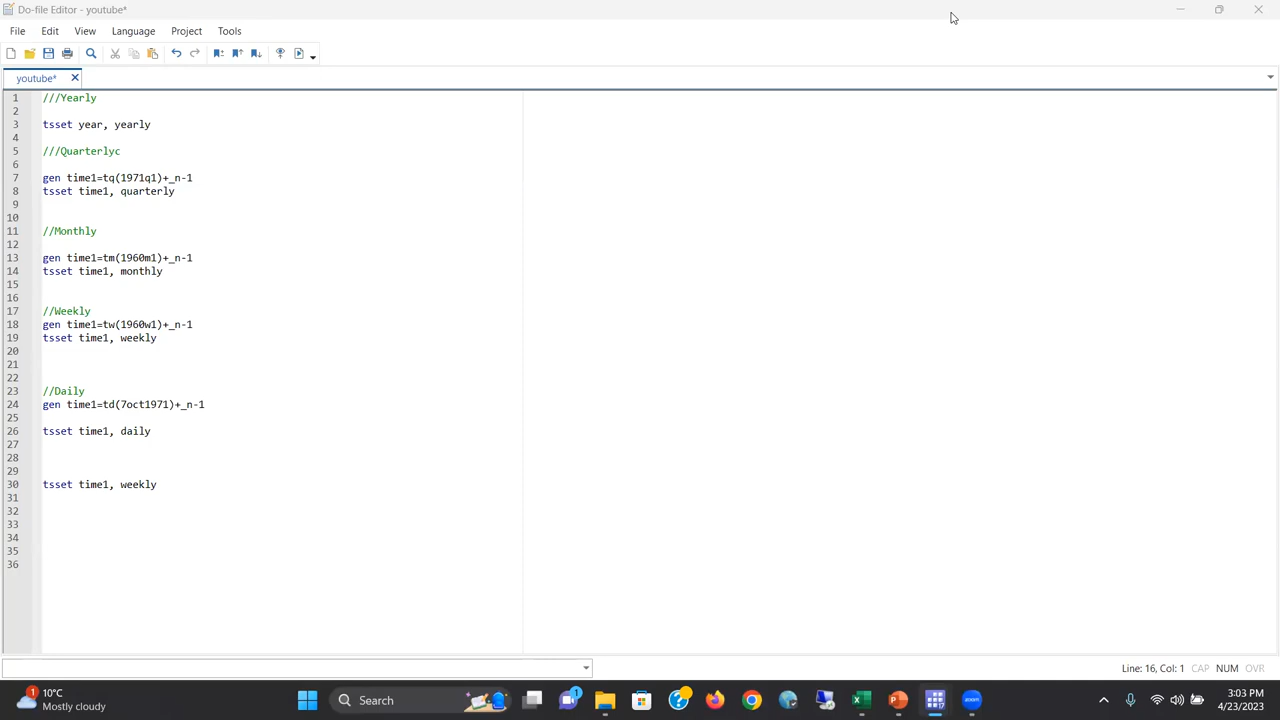 Do-file Editor - youtube*
File Edit View Language Project Tools
youtube*
1 ///Yearly
2
3 tsset year, yearly
4
5 ///Quarterlyc
6
7 gen time1=tq(1971q1)+_n-1
8 tsset time1, quarterly
9
10
11 //Monthly
12
13 gen time1=tm(1960m1)+_n-1
14 tsset time1, monthly
15
16
17 //Weekly
18 gen time1=tw(1960w1)+_n-1
19 tsset time1, weekly
20
21
22
23 //Daily
24 gen time1=td(7oct1971)+_n-1
25
26 tsset time1, daily
27
28
29
30 tsset time1, weekly
31
32
33
34
35
36
Line: 16, Col: 1 CAP NUM OVR
1 10°C
Mostly cloudy
Search
1
17
zoom
3:03 PM
4/23/2023